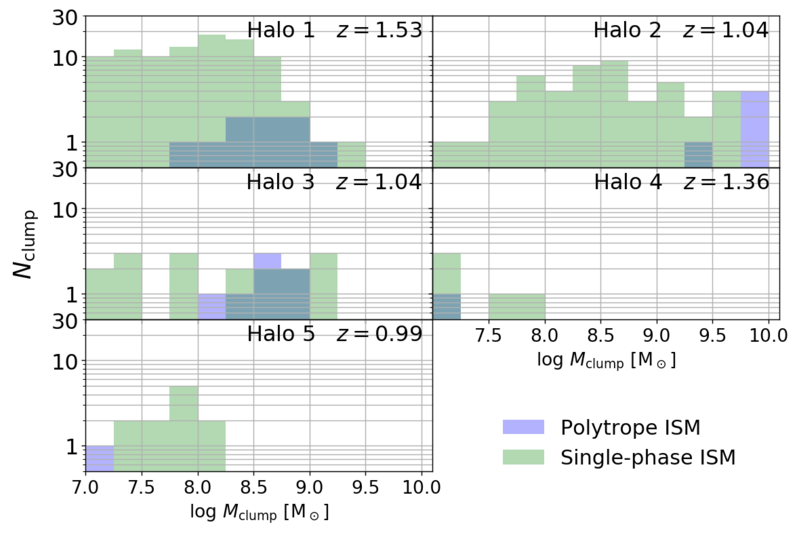 30
10
1
Halo 1 z = 1.53
Halo 2 z = 1.04
30
10
1
Halo 3 z = 1.04
Halo 4 z = 1.36
N_clump
7.5 8.0 8.5 9.0 9.5 10.0
log M_clump [M_⊙]
30
10
1
Halo 5 z = 0.99
7.0 7.5 8.0 8.5 9.0 9.5 10.0
log M_clump [M_⊙]
Polytrope ISM
Single-phase ISM